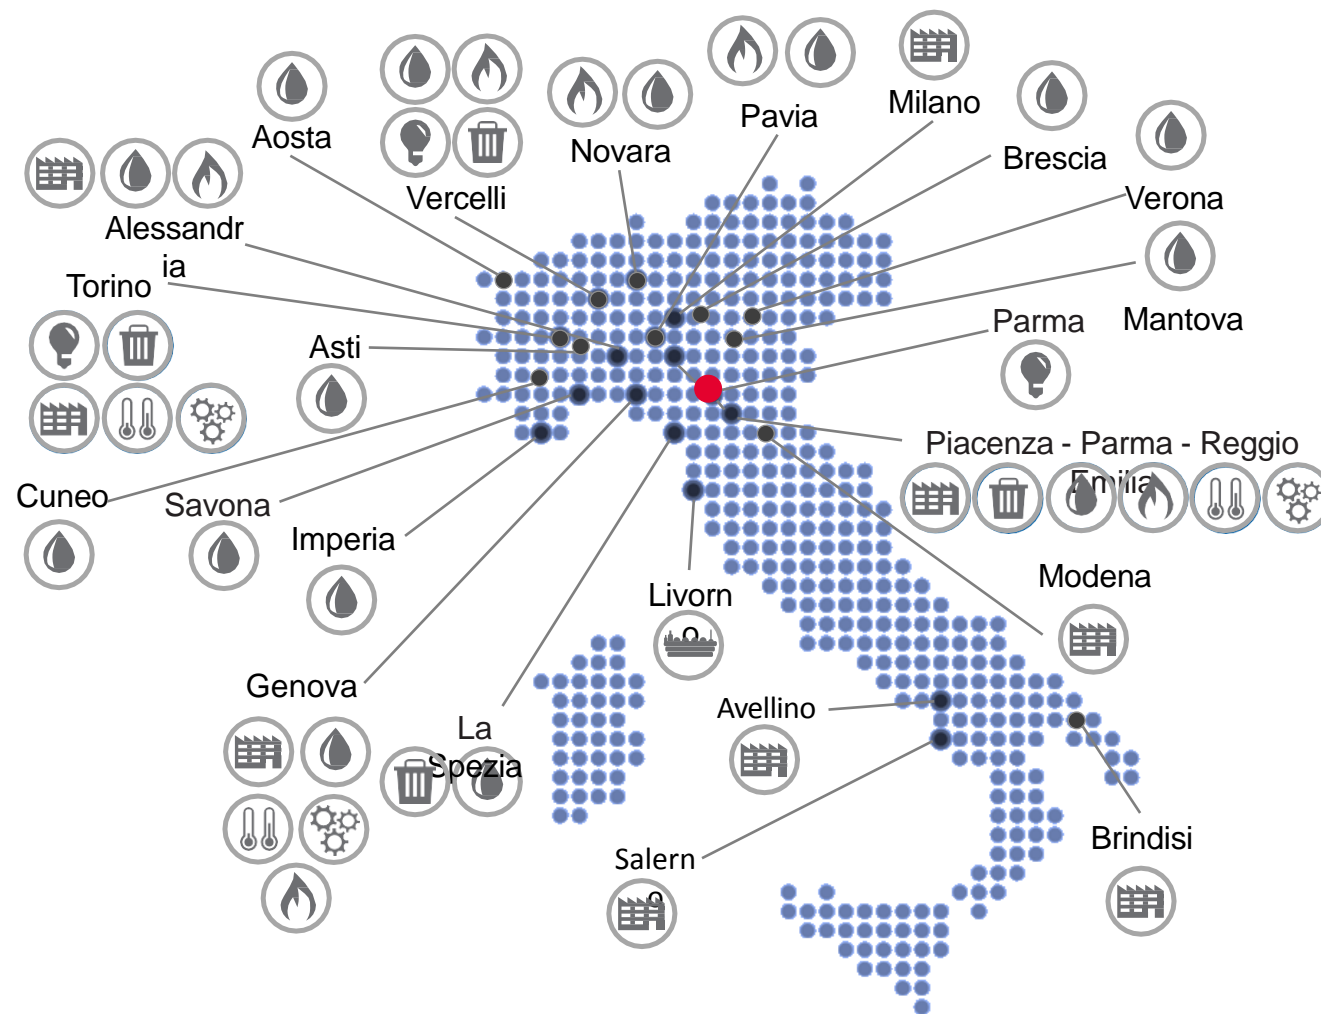 Milano
Pavia
Aosta
Novara
Brescia
Vercelli
Verona
Alessandr
ia
Torino
Mantova
Parma
Asti
Piacenza - Parma - Reggio
Emilia
Cuneo
Savona
Imperia
Modena
Livorn
o
Genova
Avellino
La
Spezia
Brindisi
Salern
o